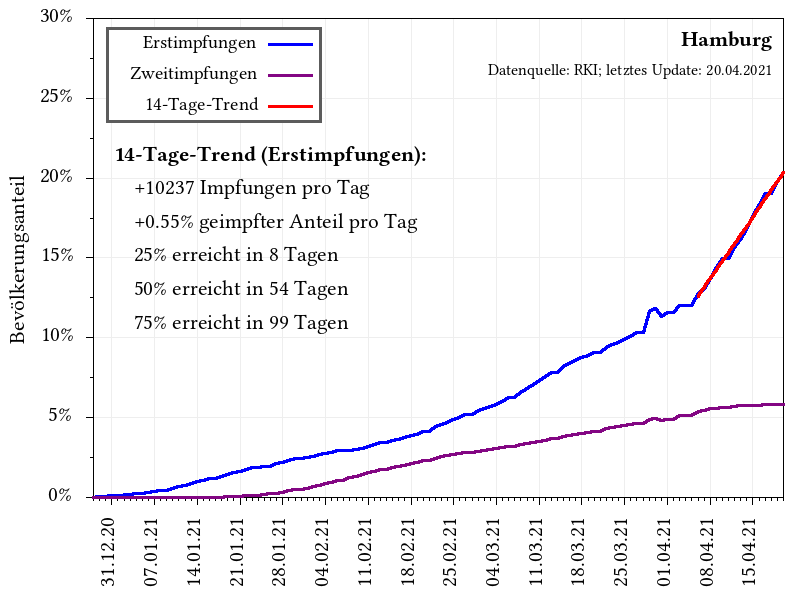 30%
25%
20%
15%
10%
5%
0%
Bevölkerungsanteil
Erstimpfungen
Zweitimpfungen
14-Tage-Trend
Hamburg
Datenquelle: RKI; letztes Update: 20.04.2021
14-Tage-Trend (Erstimpfungen):
+10237 Impfungen pro Tag
+0.55% geimpfter Anteil pro Tag
25% erreicht in 8 Tagen
50% erreicht in 54 Tagen
75% erreicht in 99 Tagen
31.12.20
07.01.21
14.01.21
21.01.21
28.01.21
04.02.21
11.02.21
18.02.21
25.02.21
04.03.21
11.03.21
18.03.21
25.03.21
01.04.21
08.04.21
15.04.21